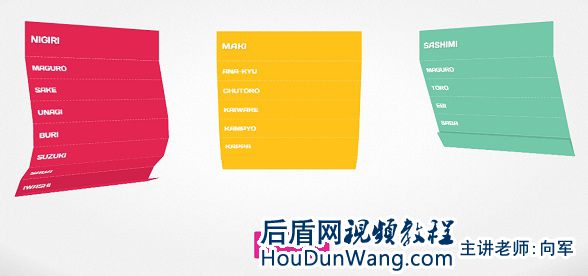 NIGIRI
MAGURO
SAKE
UNAGI
BURI
SUZUKI
IWASHI
MAKI
ANA-KYU
CHUTORO
KAIWARE
KAMPYO
KAPPA
SASHIMI
MAGURO
TORO
EBI
SABA
后盾网视频教程
HouDunWang.com
主讲老师:向军